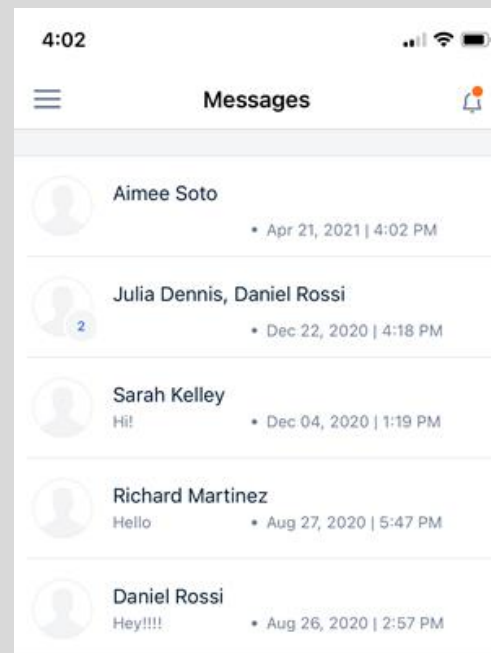 4:02
Messages
Aimee Soto
• Apr 21, 2021 | 4:02 PM
Julia Dennis, Daniel Rossi
2
• Dec 22, 2020 | 4:18 PM
Sarah Kelley
Hi! • Dec 04, 2020 | 1:19 PM
Richard Martinez
Hello • Aug 27, 2020 | 5:47 PM
Daniel Rossi
Hey!!!! • Aug 26, 2020 | 2:57 PM